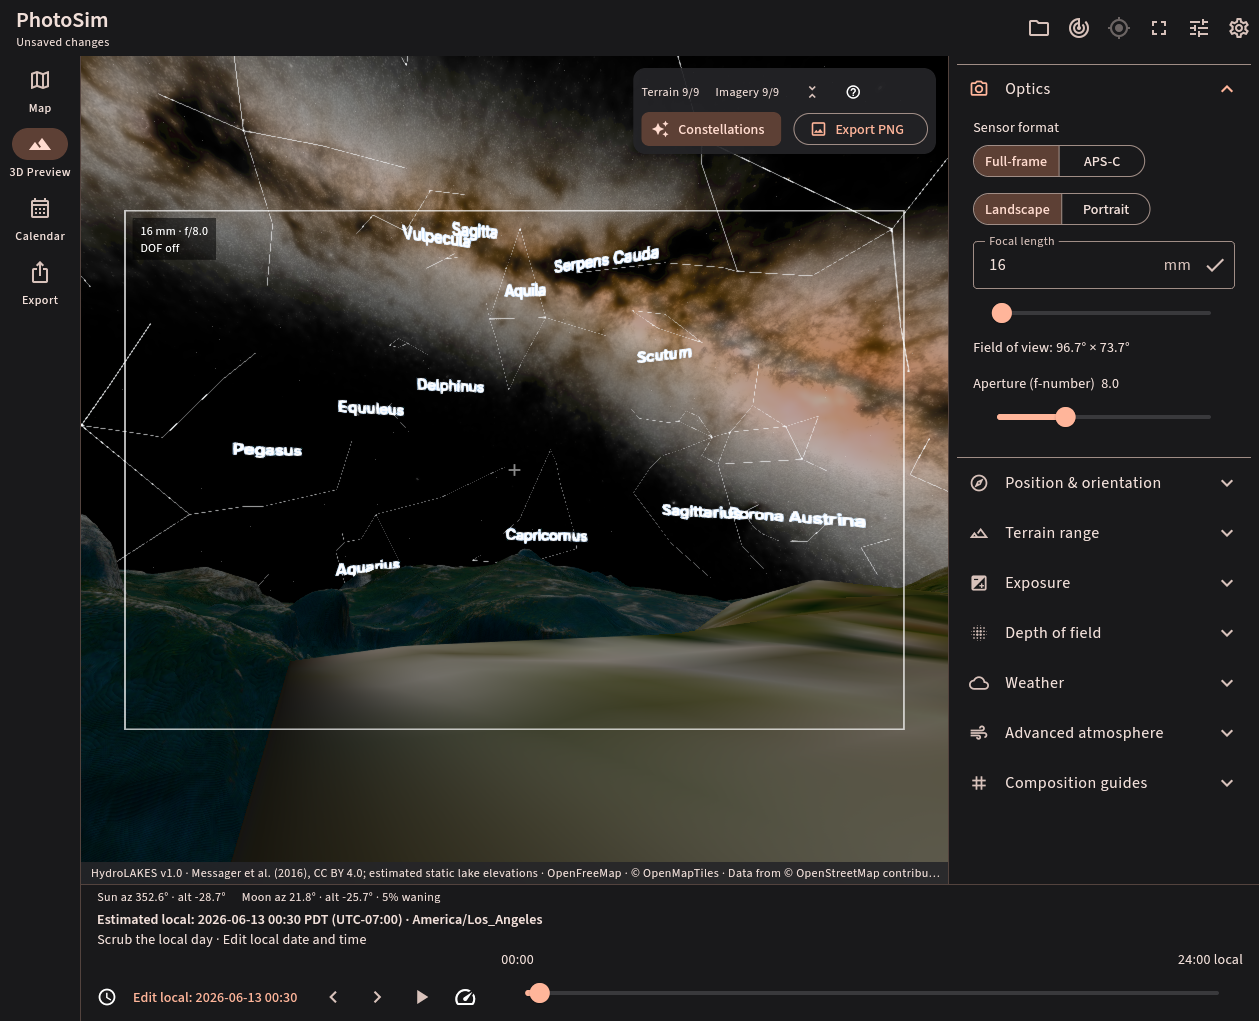 PhotoSim
Unsaved changes
Map
3D Preview
Calendar
Export
Terrain 9/9 Imagery 9/9
Constellations
Export PNG
16 mm · f/8.0
DOF off
Sagitta
Vulpecula
Serpens Cauda
Aquila
Scutum
Delphinus
Equuleus
Pegasus
Sagittarius
Corona Austrina
Capricornus
Aquarius
HydroLAKES v1.0 · Messager et al. (2016), CC BY 4.0; estimated static lake elevations · OpenFreeMap · © OpenMapTiles · Data from © OpenStreetMap contribu…
Optics
Sensor format
Full-frame APS-C
Landscape Portrait
Focal length
16 mm
Field of view: 96.7° × 73.7°
Aperture (f-number) 8.0
Position & orientation
Terrain range
Exposure
Depth of field
Weather
Advanced atmosphere
Composition guides
Sun az 352.6° · alt -28.7° Moon az 21.8° · alt -25.7° · 5% waning
Estimated local: 2026-06-13 00:30 PDT (UTC-07:00) · America/Los_Angeles
Scrub the local day · Edit local date and time
00:00 24:00 local
Edit local: 2026-06-13 00:30